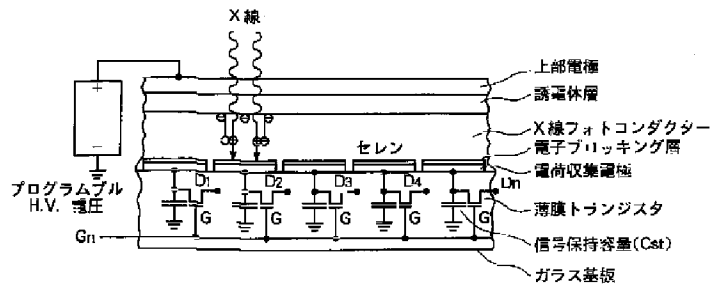 X線
上部電極
誘電体層
X線フォトコンダクター
セレン
電子ブロッキング層
電荷収集電極
プログラムブル
H.V. 電圧
D1
D2
D3
D4
Dn
G
G
G
G
G
薄膜トランジスタ
Gn
信号保持容量(Cst)
ガラス基板